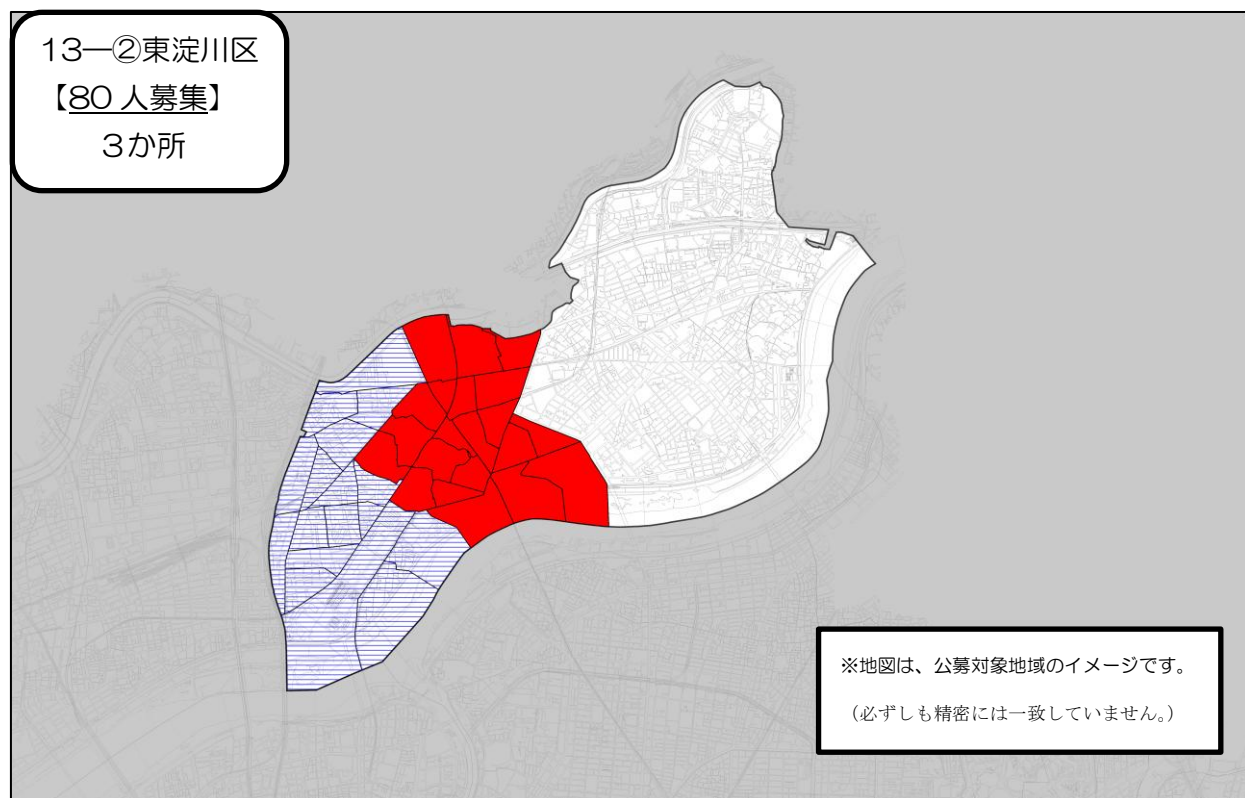 13―②東淀川区
【80人募集】
3か所
※地図は、公募対象地域のイメージです。
（必ずしも精密には一致していません。）